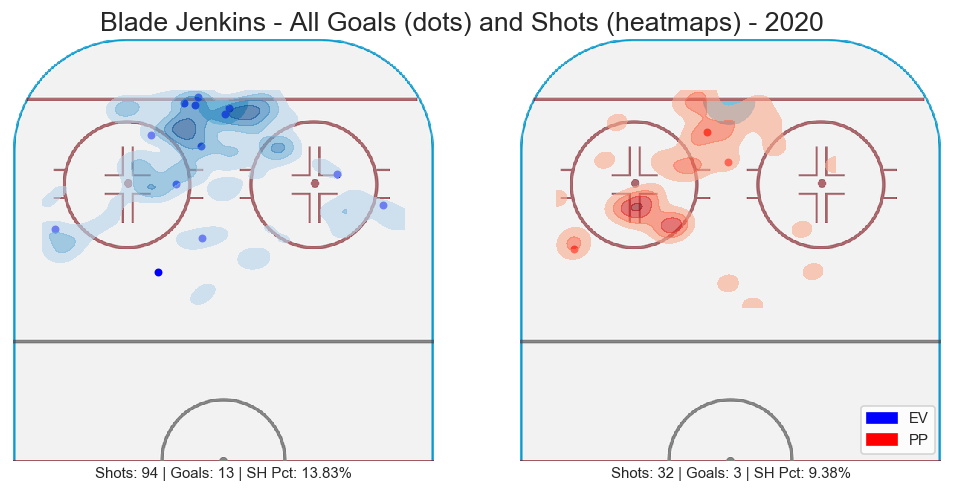 Blade Jenkins - All Goals (dots) and Shots (heatmaps) - 2020
EV
PP
Shots: 94 | Goals: 13 | SH Pct: 13.83%
Shots: 32 | Goals: 3 | SH Pct: 9.38%